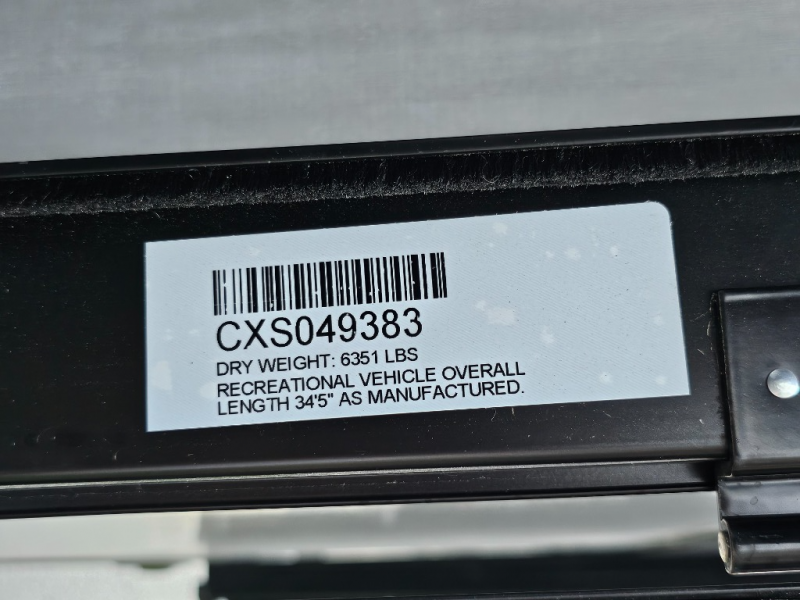 CXS049383
DRY WEIGHT: 6351 LBS
RECREATIONAL VEHICLE OVERALL
LENGTH 34'5" AS MANUFACTURED.